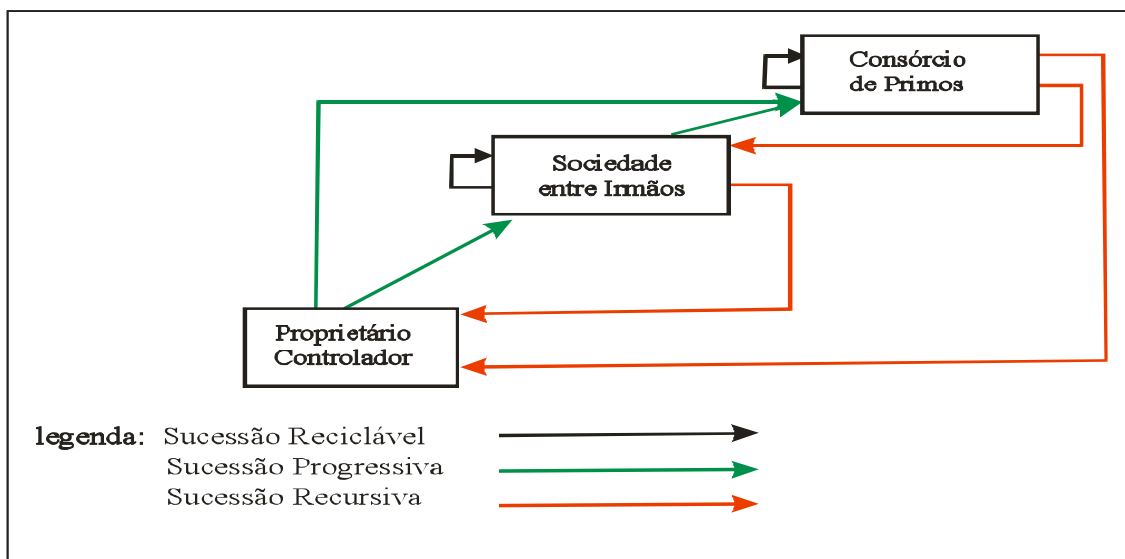 Consórcio
de Primos
Sociedade
entre Irmãos
Proprietário
Controlador
legenda: Sucessão Reciclável
Sucessão Progressiva
Sucessão Recursiva